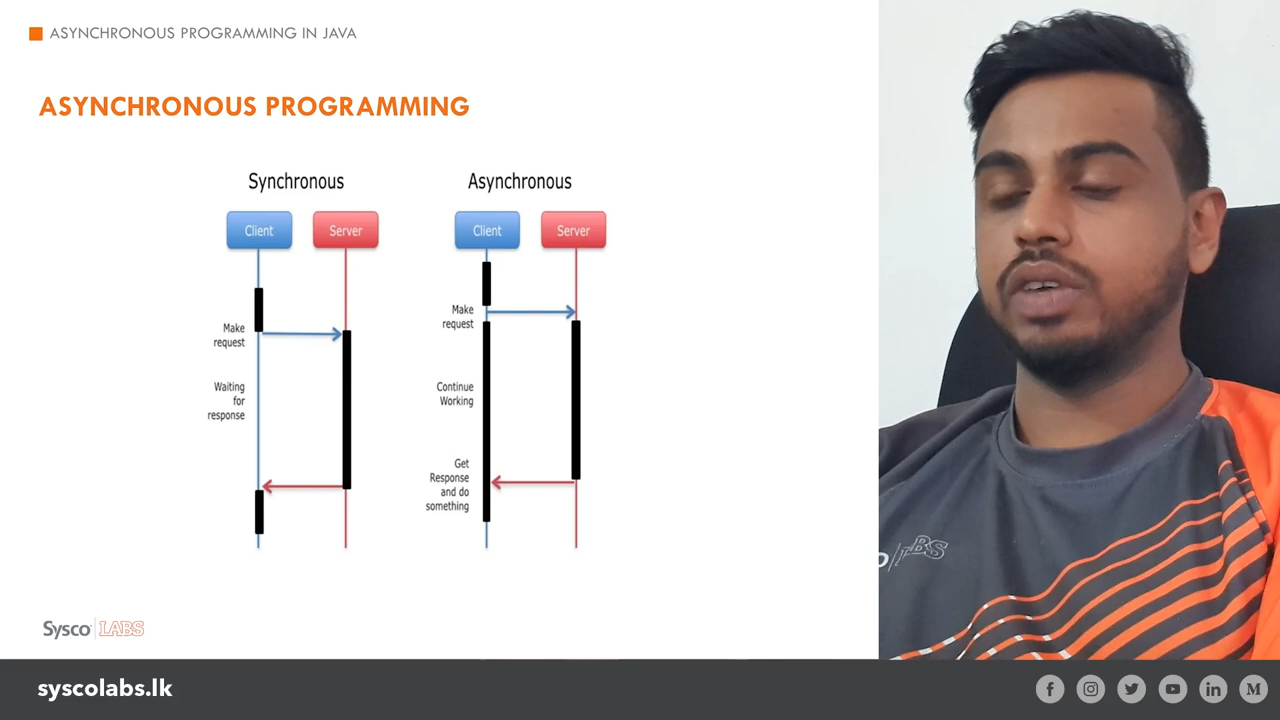 ASYNCHRONOUS PROGRAMMING IN JAVA
ASYNCHRONOUS PROGRAMMING
Synchronous
Client
Server
Make
request
Waiting
for
response
Asynchronous
Client
Server
Make
request
Continue
Working
Get
Response
and do
something
Sysco LABS
syscolabs.lk